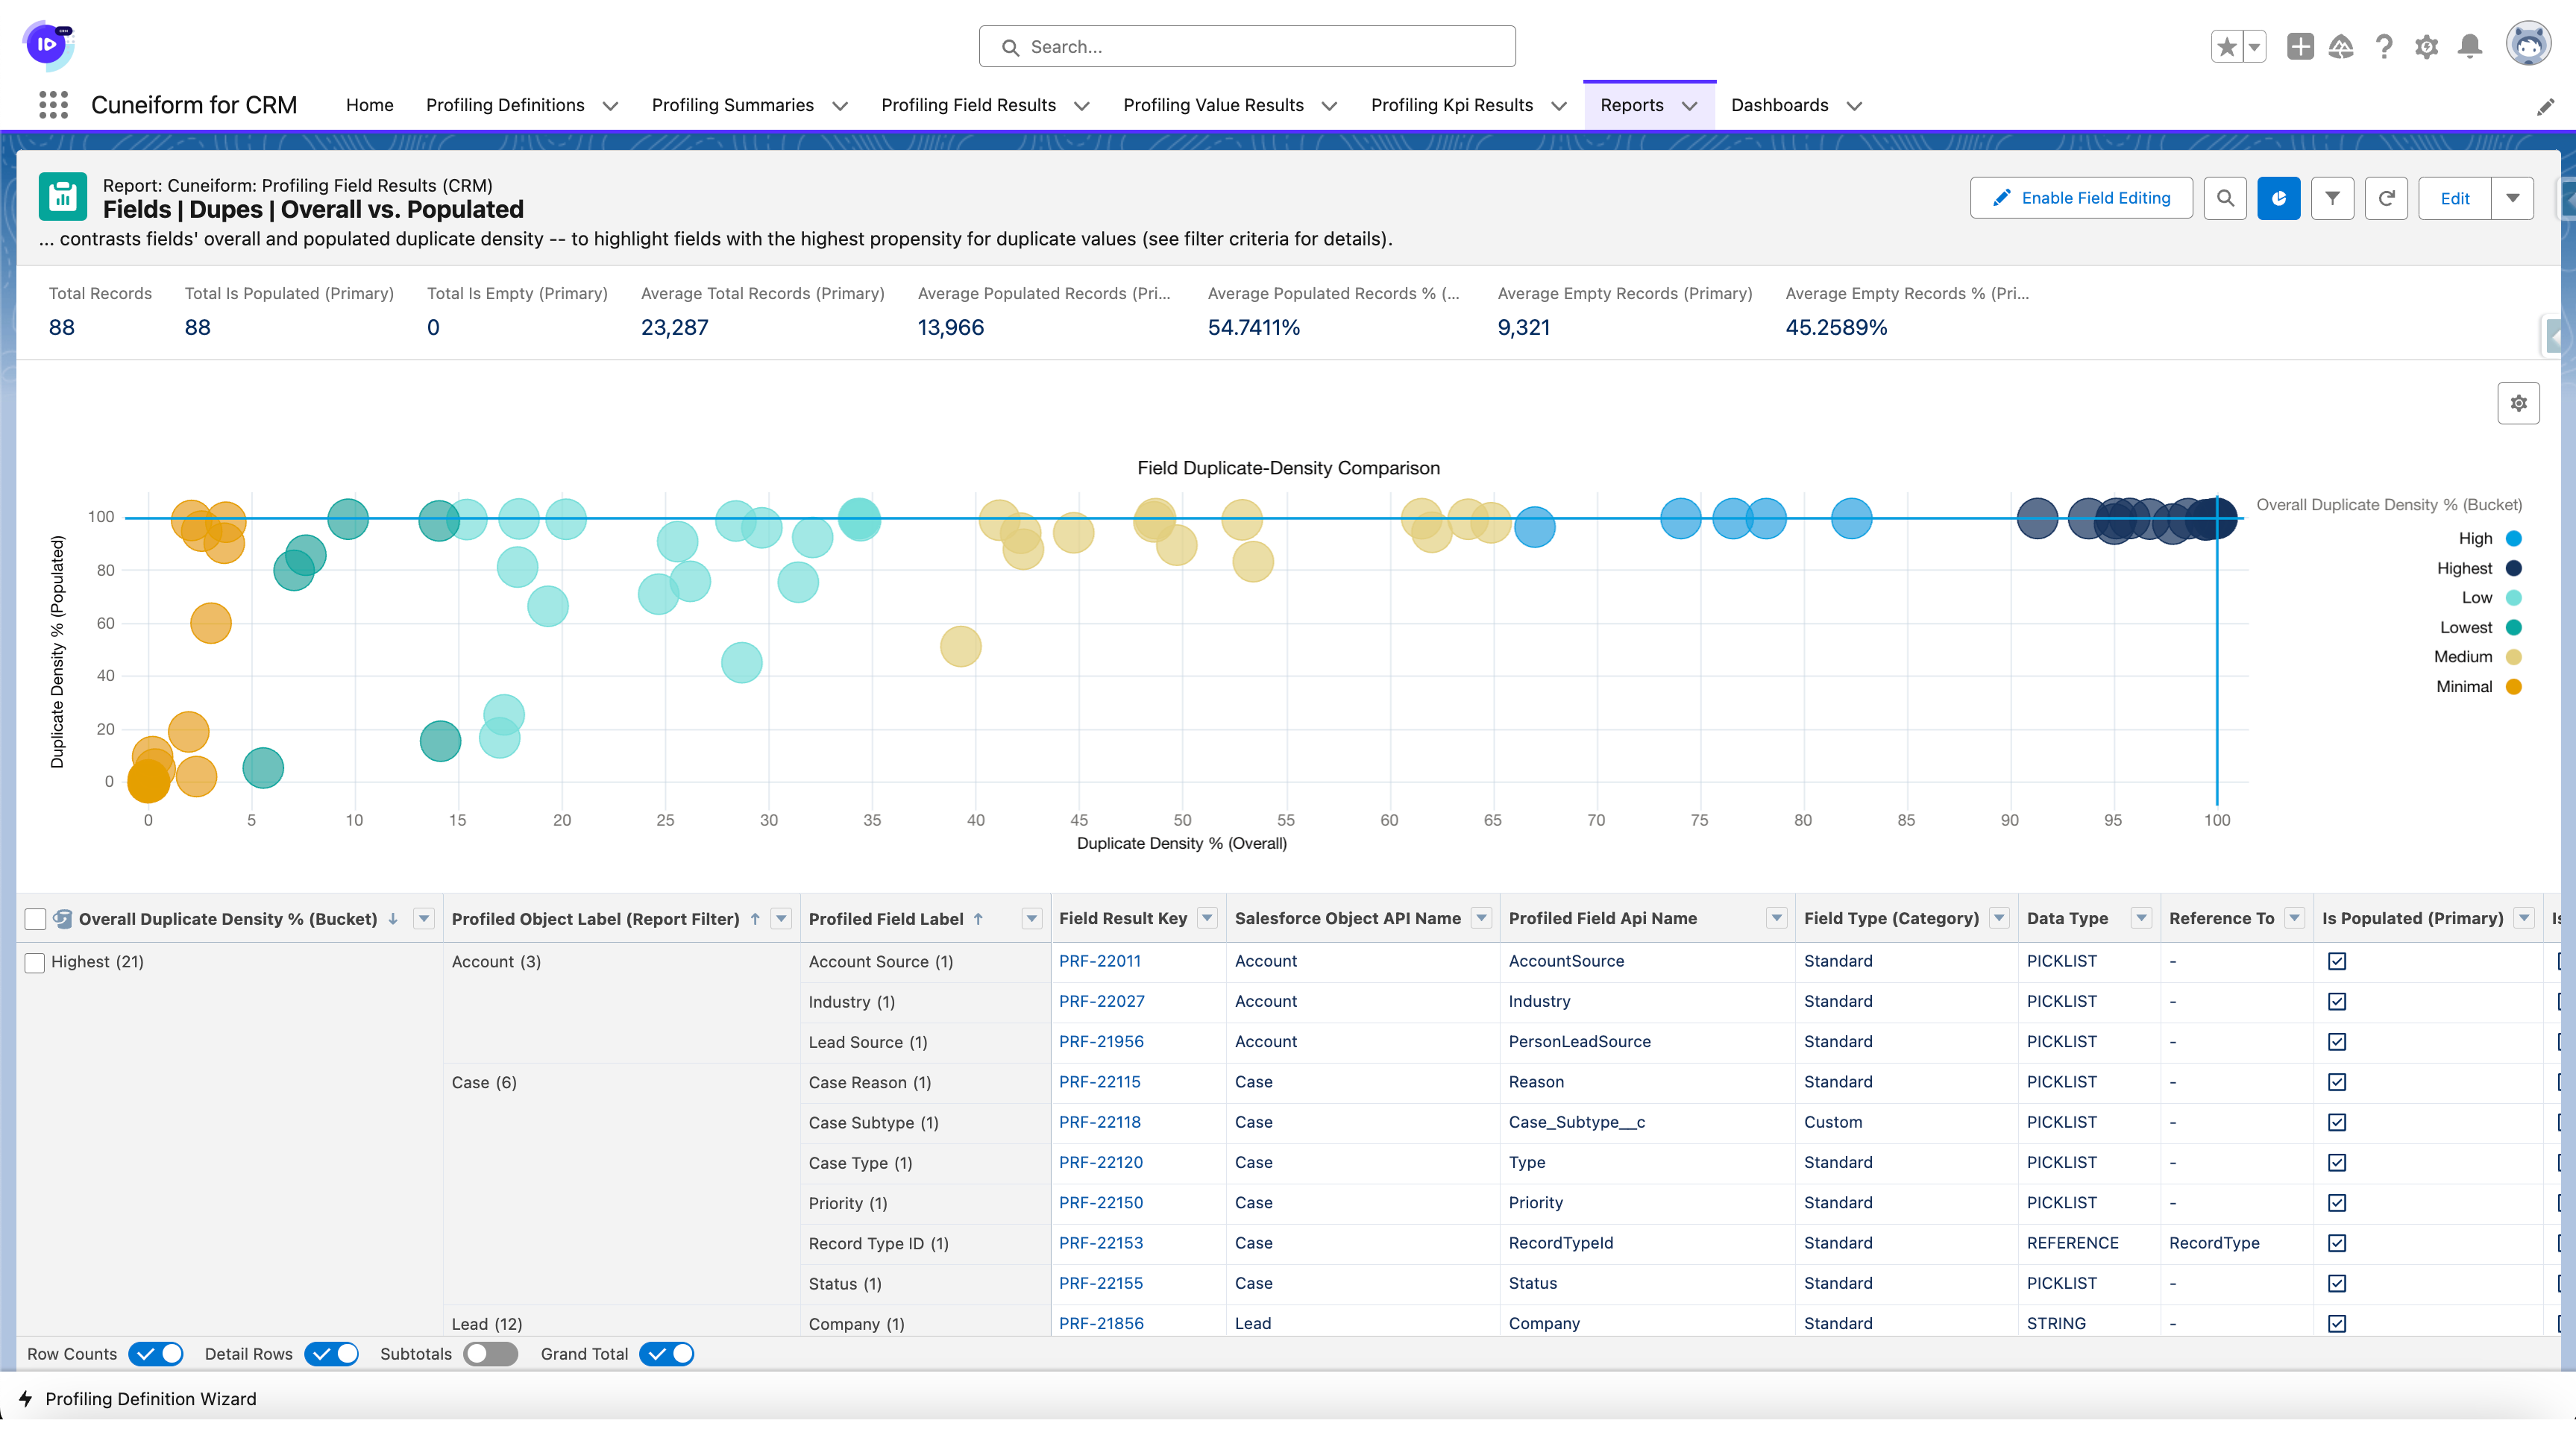 Search...
Cuneiform for CRM Home Profiling Definitions Profiling Summaries Profiling Field Results Profiling Value Results Profiling Kpi Results Reports Dashboards
Report: Cuneiform: Profiling Field Results (CRM)
Fields | Dupes | Overall vs. Populated
Enable Field Editing Edit
... contrasts fields' overall and populated duplicate density -- to highlight fields with the highest propensity for duplicate values (see filter criteria for details).
Total Records Total Is Populated (Primary) Total Is Empty (Primary) Average Total Records (Primary) Average Populated Records (Pri... Average Populated Records % (... Average Empty Records (Primary) Average Empty Records % (Pri...
88 88 0 23,287 13,966 54.7411% 9,321 45.2589%
Field Duplicate-Density Comparison
Duplicate Density % (Populated)
100
80
60
40
20
0
0 5 10 15 20 25 30 35 40 45 50 55 60 65 70 75 80 85 90 95 100
Duplicate Density % (Overall)
Overall Duplicate Density % (Bucket)
High
Highest
Low
Lowest
Medium
Minimal
Overall Duplicate Density % (Bucket) Profiled Object Label (Report Filter) Profiled Field Label Field Result Key Salesforce Object API Name Profiled Field Api Name Field Type (Category) Data Type Reference To Is Populated (Primary)
Highest (21) Account (3) Account Source (1) PRF-22011 Account AccountSource Standard PICKLIST -
Industry (1) PRF-22027 Account Industry Standard PICKLIST -
Lead Source (1) PRF-21956 Account PersonLeadSource Standard PICKLIST -
Case (6) Case Reason (1) PRF-22115 Case Reason Standard PICKLIST -
Case Subtype (1) PRF-22118 Case Case_Subtype__c Custom PICKLIST -
Case Type (1) PRF-22120 Case Type Standard PICKLIST -
Priority (1) PRF-22150 Case Priority Standard PICKLIST -
Record Type ID (1) PRF-22153 Case RecordTypeId Standard REFERENCE RecordType
Status (1) PRF-22155 Case Status Standard PICKLIST -
Lead (12) Company (1) PRF-21856 Lead Company Standard STRING -
Row Counts Detail Rows Subtotals Grand Total
Profiling Definition Wizard